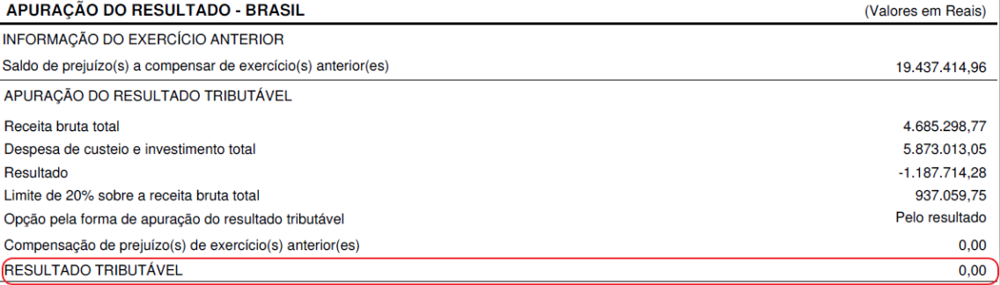 APURAÇÃO DO RESULTADO - BRASIL (Valores em Reais)
INFORMAÇÃO DO EXERCÍCIO ANTERIOR
Saldo de prejuízo(s) a compensar de exercício(s) anterior(es) 19.437.414,96
APURAÇÃO DO RESULTADO TRIBUTÁVEL
Receita bruta total 4.685.298,77
Despesa de custeio e investimento total 5.873.013,05
Resultado -1.187.714,28
Limite de 20% sobre a receita bruta total 937.059,75
Opção pela forma de apuração do resultado tributável Pelo resultado
Compensação de prejuízo(s) de exercício(s) anterior(es) 0,00
RESULTADO TRIBUTÁVEL 0,00